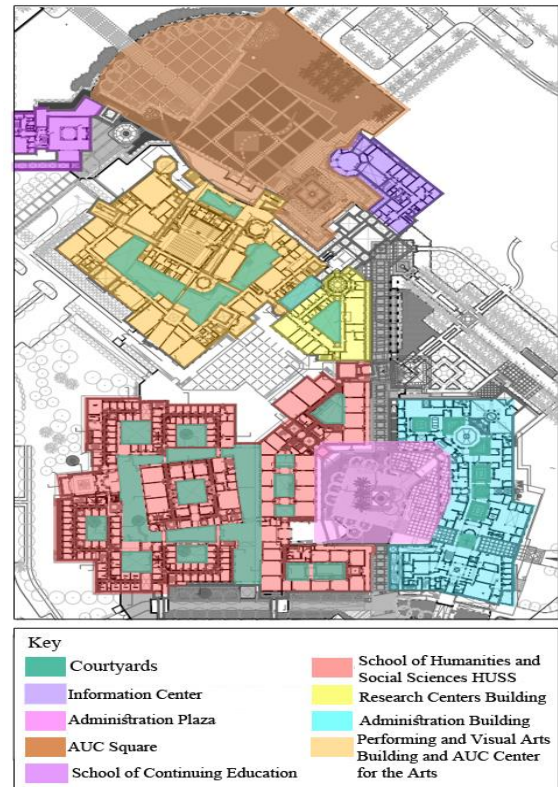 Key
Courtyards
Information Center
Administration Plaza
AUC Square
School of Continuing Education
School of Humanities and
Social Sciences HUSS
Research Centers Building
Administration Building
Performing and Visual Arts
Building and AUC Center
for the Arts